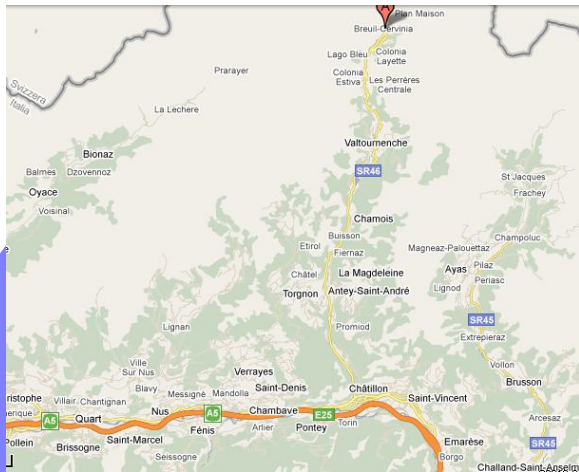 A
Plan Maison
Breuil-Cervinia
Lago Bleu
Colonia
Layette
Prarayer
Colonia
Estiva
Les Perrères
Centrale
Svizzera
Italia
La Lechere
Valtournenche
Bionaz
SR46
Balmes
Dzovennoz
St Jacques
Oyace
Frachey
Voisinal
Chamois
Buisson
Champoluc
Etirol
Fiernaz
Magneaz-Palouettaz
Châtel
La Magdeleine
Ayas
Pilaz
Periasc
Torgnon
Antey-Saint-André
Lignod
Lignan
Promiod
SR45
Extrepieraz
Ville
Sur Nus
Verrayes
Vollon
Blavy
Saint-Denis
Châtillon
Brusson
ristophe
Villair
Chantignan
Messigné
Mandolia
Saint-Vincent
erique
A5
Quart
Nus
A5
Chambave
E25
Arcesaz
Pollein
Saint-Marcel
Fénis
Arlier
Pontey
Torin
Emarèse
Brissogne
Seissogne
Borgo
Challand-Saint-Anselm